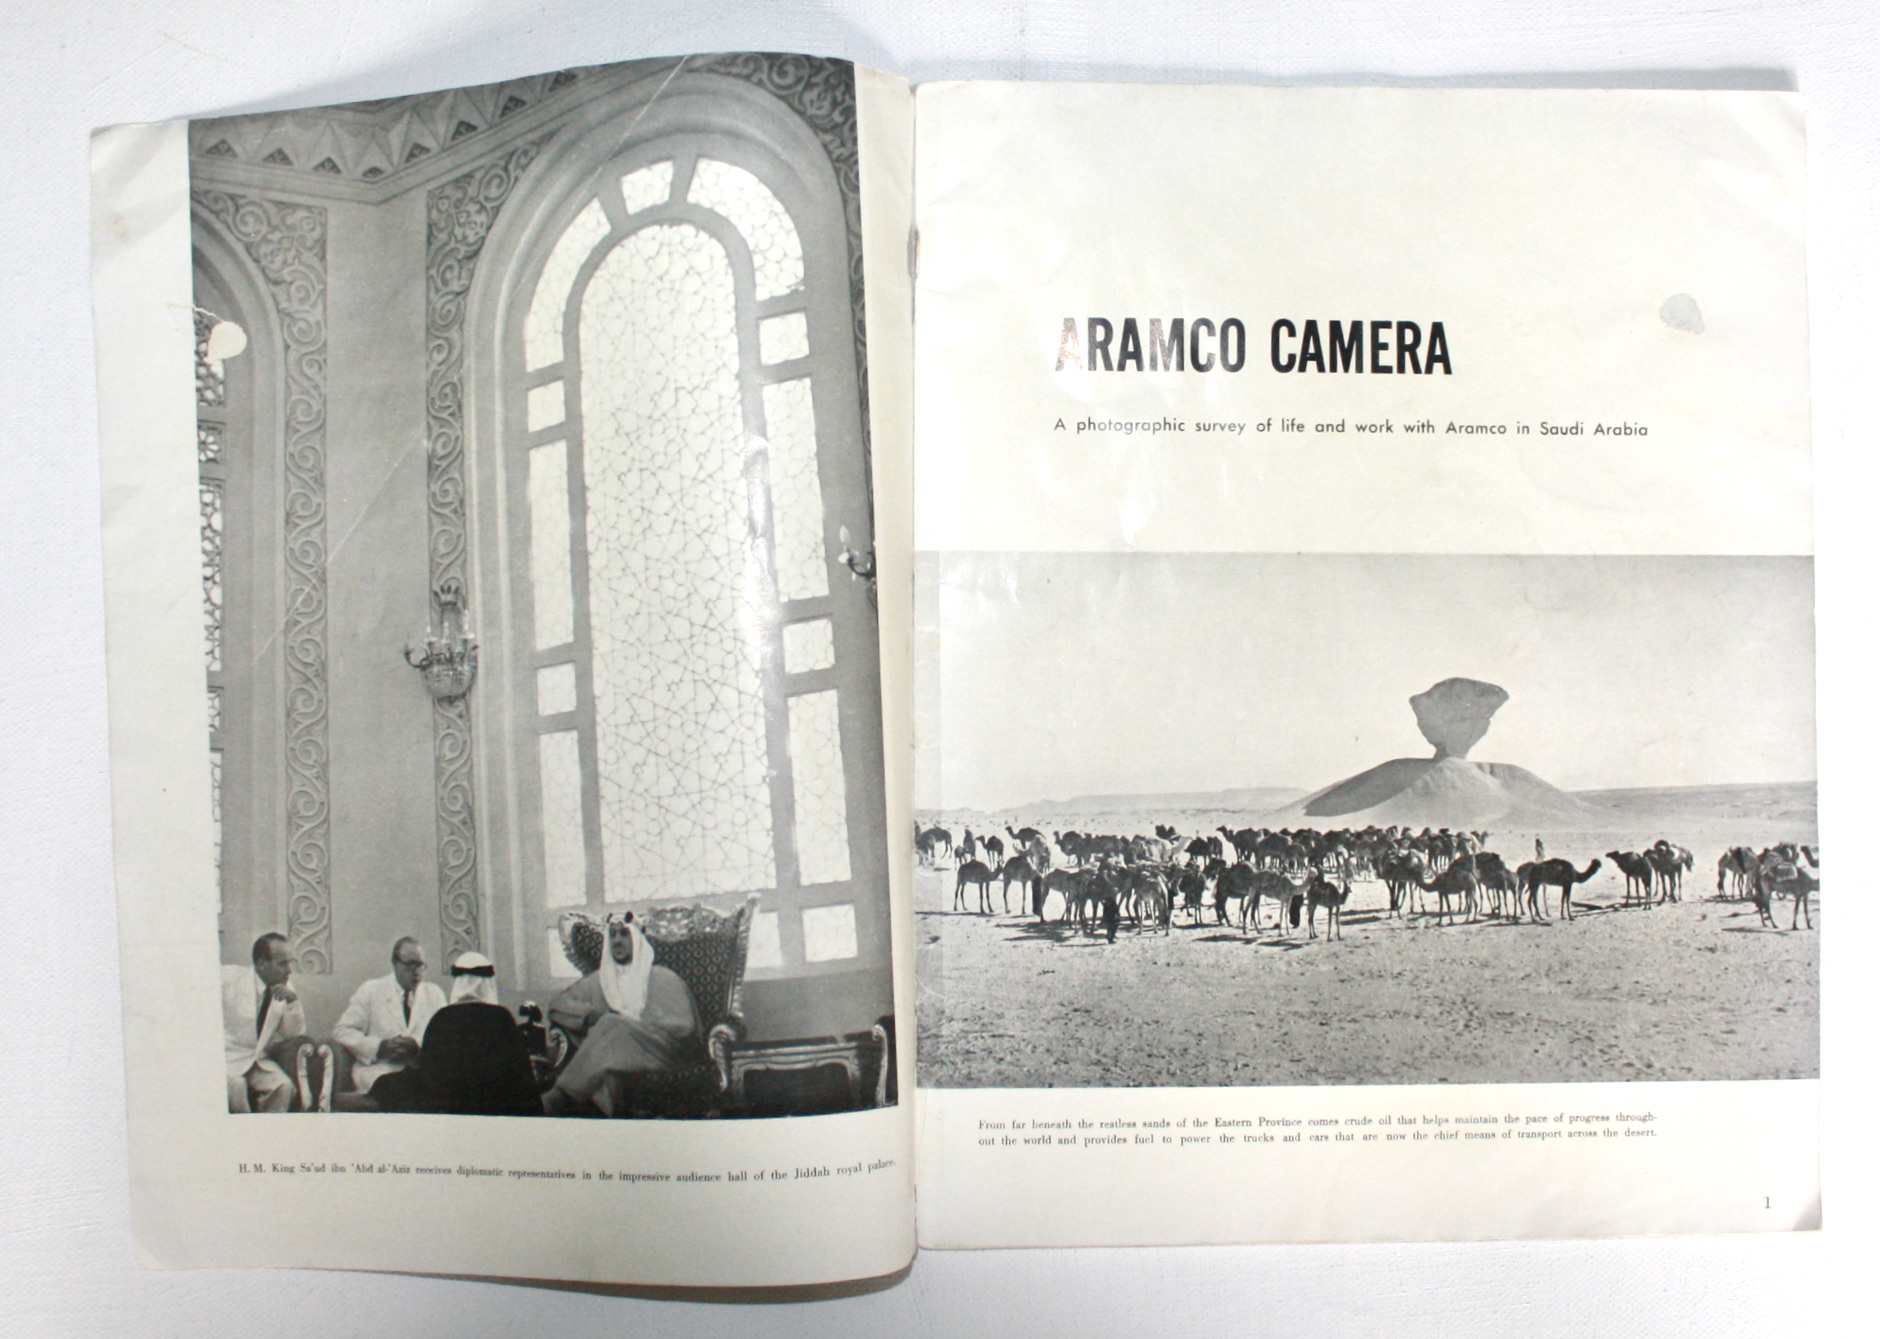 H. M. King Sa'ud ibn 'Abd al-'Aziz receives diplomatic representatives in the impressive audience hall of the Jiddah royal palace.
ARAMCO CAMERA
A photographic survey of life and work with Aramco in Saudi Arabia
From far beneath the restless sands of the Eastern Province comes crude oil that helps maintain the pace of progress through-
out the world and provides fuel to power the trucks and cars that are now the chief means of transport across the desert.
1